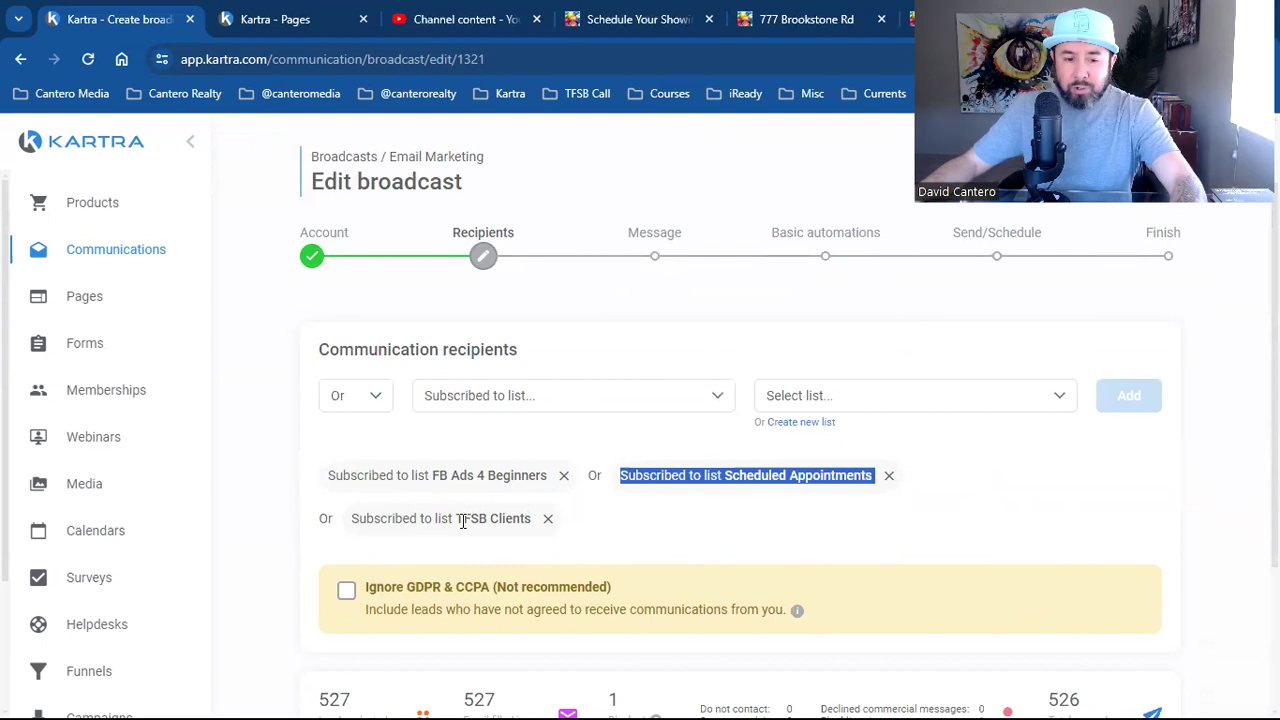 Kartra - Create broad
Kartra - Pages
Channel content - Yo
Schedule Your Showi
777 Brookstone Rd
app.kartra.com/communication/broadcast/edit/1321
Cantero Media
Cantero Realty
@canteromedia
@canterorealty
Kartra
TFSB Call
Courses
iReady
Misc
Currents
David Cantero
KARTRA
Products
Communications
Pages
Forms
Memberships
Webinars
Media
Calendars
Surveys
Helpdesks
Funnels
Campaigns
Broadcasts / Email Marketing
Edit broadcast
Account
Recipients
Message
Basic automations
Send/Schedule
Finish
Communication recipients
Or
Subscribed to list...
Select list...
Add
Or Create new list
Subscribed to list FB Ads 4 Beginners
Or
Subscribed to list Scheduled Appointments
Or
Subscribed to list TFSB Clients
Ignore GDPR & CCPA (Not recommended)
Include leads who have not agreed to receive communications from you.
527
527
1
Do not contact: 0
Declined commercial messages: 0
526